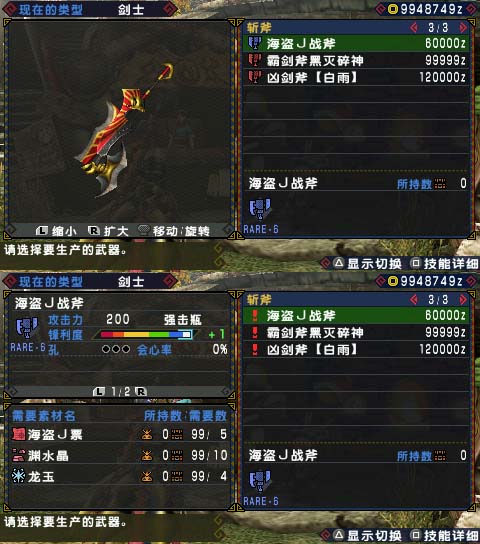 现在的类型 剑士
9948749z
斩斧 3/3
海盗J战斧 60000z
霸剑斧黑灭碎神 99999z
凶剑斧【白雨】 120000z
海盗J战斧 所持数 0
RARE-6
L 缩小 R 扩大 移动/旋转
请选择要生产的武器。
△显示切换 □技能详细
现在的类型 剑士
9948749z
海盗J战斧
攻击力 200 强击瓶
锋利度 +1
RARE-6 孔 ○○○ 会心率 0%
L 1/2 R
需要素材名 所持数/需要数
海盗J票 0 99/ 5
渊水晶 0 99/10
龙玉 0 99/ 4
斩斧 3/3
海盗J战斧 60000z
霸剑斧黑灭碎神 99999z
凶剑斧【白雨】 120000z
海盗J战斧 所持数 0
RARE-6
请选择要生产的武器。
△显示切换 □技能详细